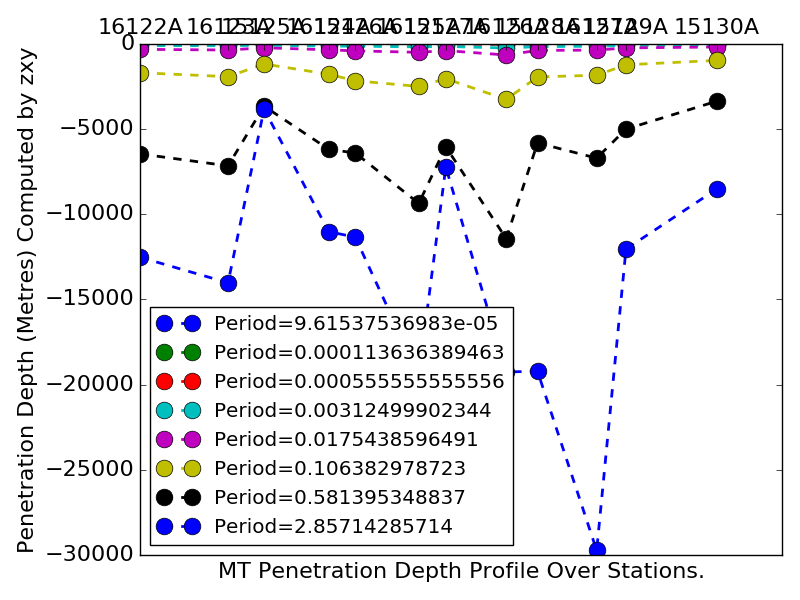 16122A 15130A
0
−5000
−10000
−15000
−20000
−25000
−30000
Penetration Depth (Metres) Computed by zxy
Period=9.61537536983e-05
Period=0.000113636389463
Period=0.000555555555556
Period=0.00312499902344
Period=0.0175438596491
Period=0.106382978723
Period=0.581395348837
Period=2.85714285714
MT Penetration Depth Profile Over Stations.